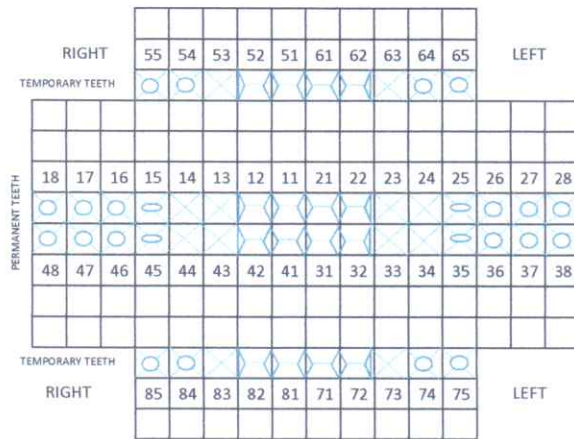 RIGHT 55 54 53 52 51 61 62 63 64 65 LEFT
TEMPORARY TEETH
PERMANENT TEETH
18 17 16 15 14 13 12 11 21 22 23 24 25 26 27 28
48 47 46 45 44 43 42 41 31 32 33 34 35 36 37 38
TEMPORARY TEETH
RIGHT 85 84 83 82 81 71 72 73 74 75 LEFT